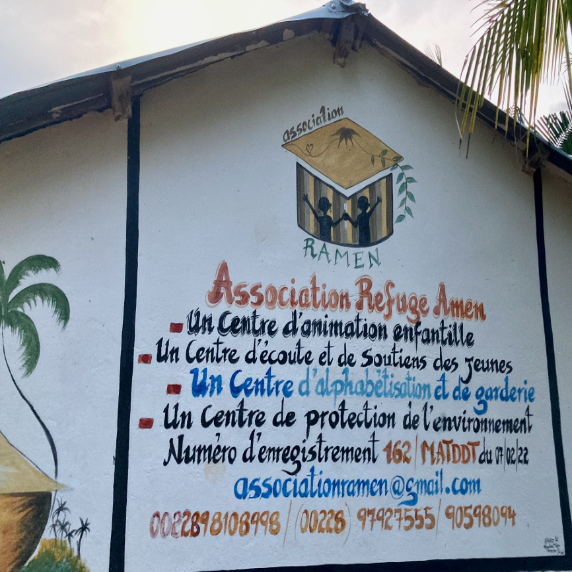 association
RAMEN
Association Refuge Amen
Un Centre d'animation enfantille
Un Centre d'écoute et de Soutiens des Jeunes
Un Centre d'alphabétisation et de garderie
Un Centre de protection de l'environnement
Numéro d'enregistrement 162/MATDDT du 07/02/22
associationramen@gmail.com
0022898108998//(00228) 97927555/90598094